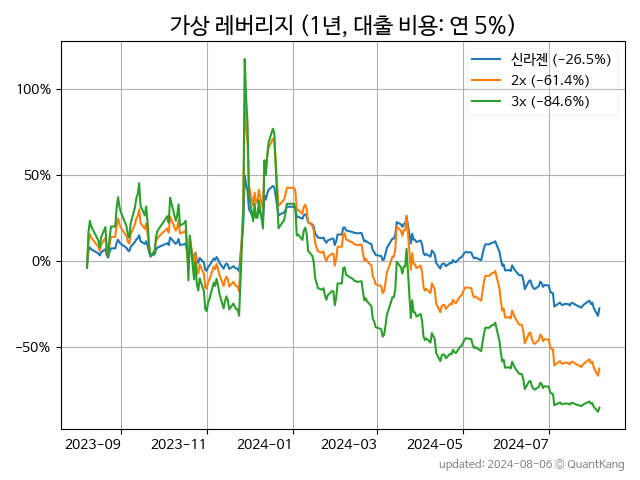 가상 레버리지 (1년, 대출 비용: 연 5%)
신라젠 (-26.5%)
2x (-61.4%)
3x (-84.6%)
100%
50%
0%
-50%
2023-09 2023-11 2024-01 2024-03 2024-05 2024-07
updated: 2024-08-06 © QuantKang